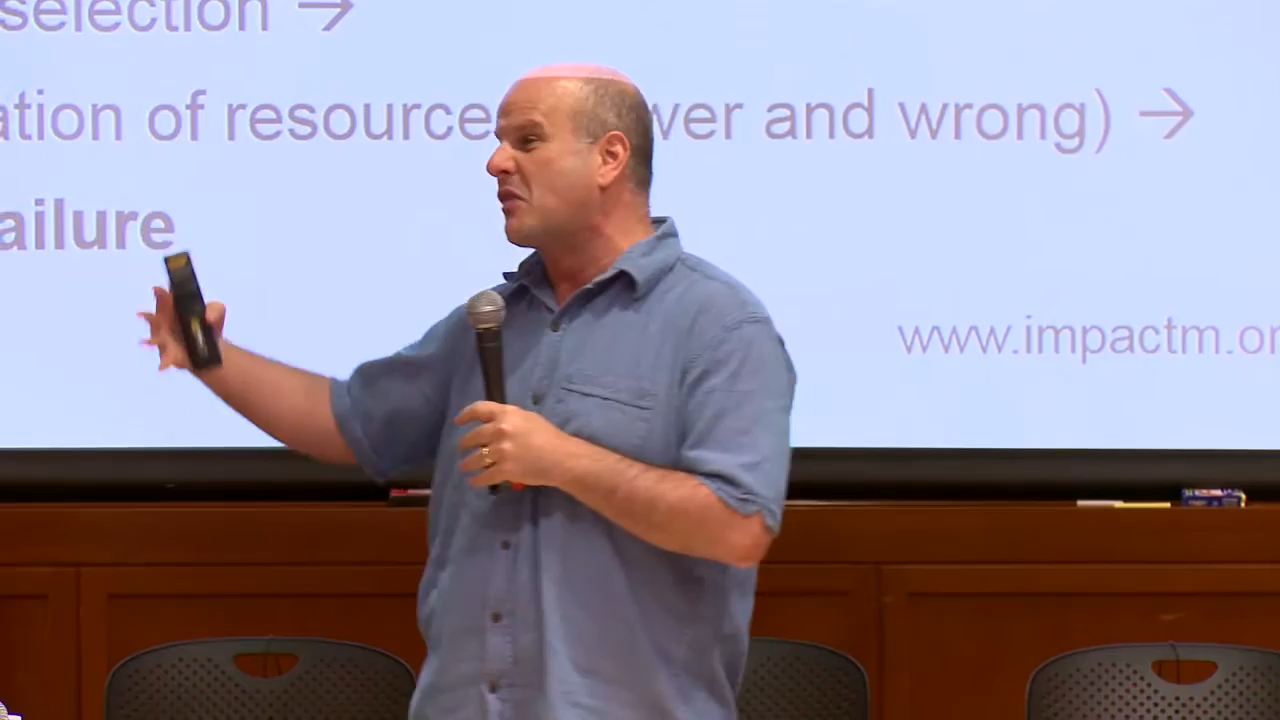 selection →
ation of resource wer and wrong) →
ailure
www.impactm.or